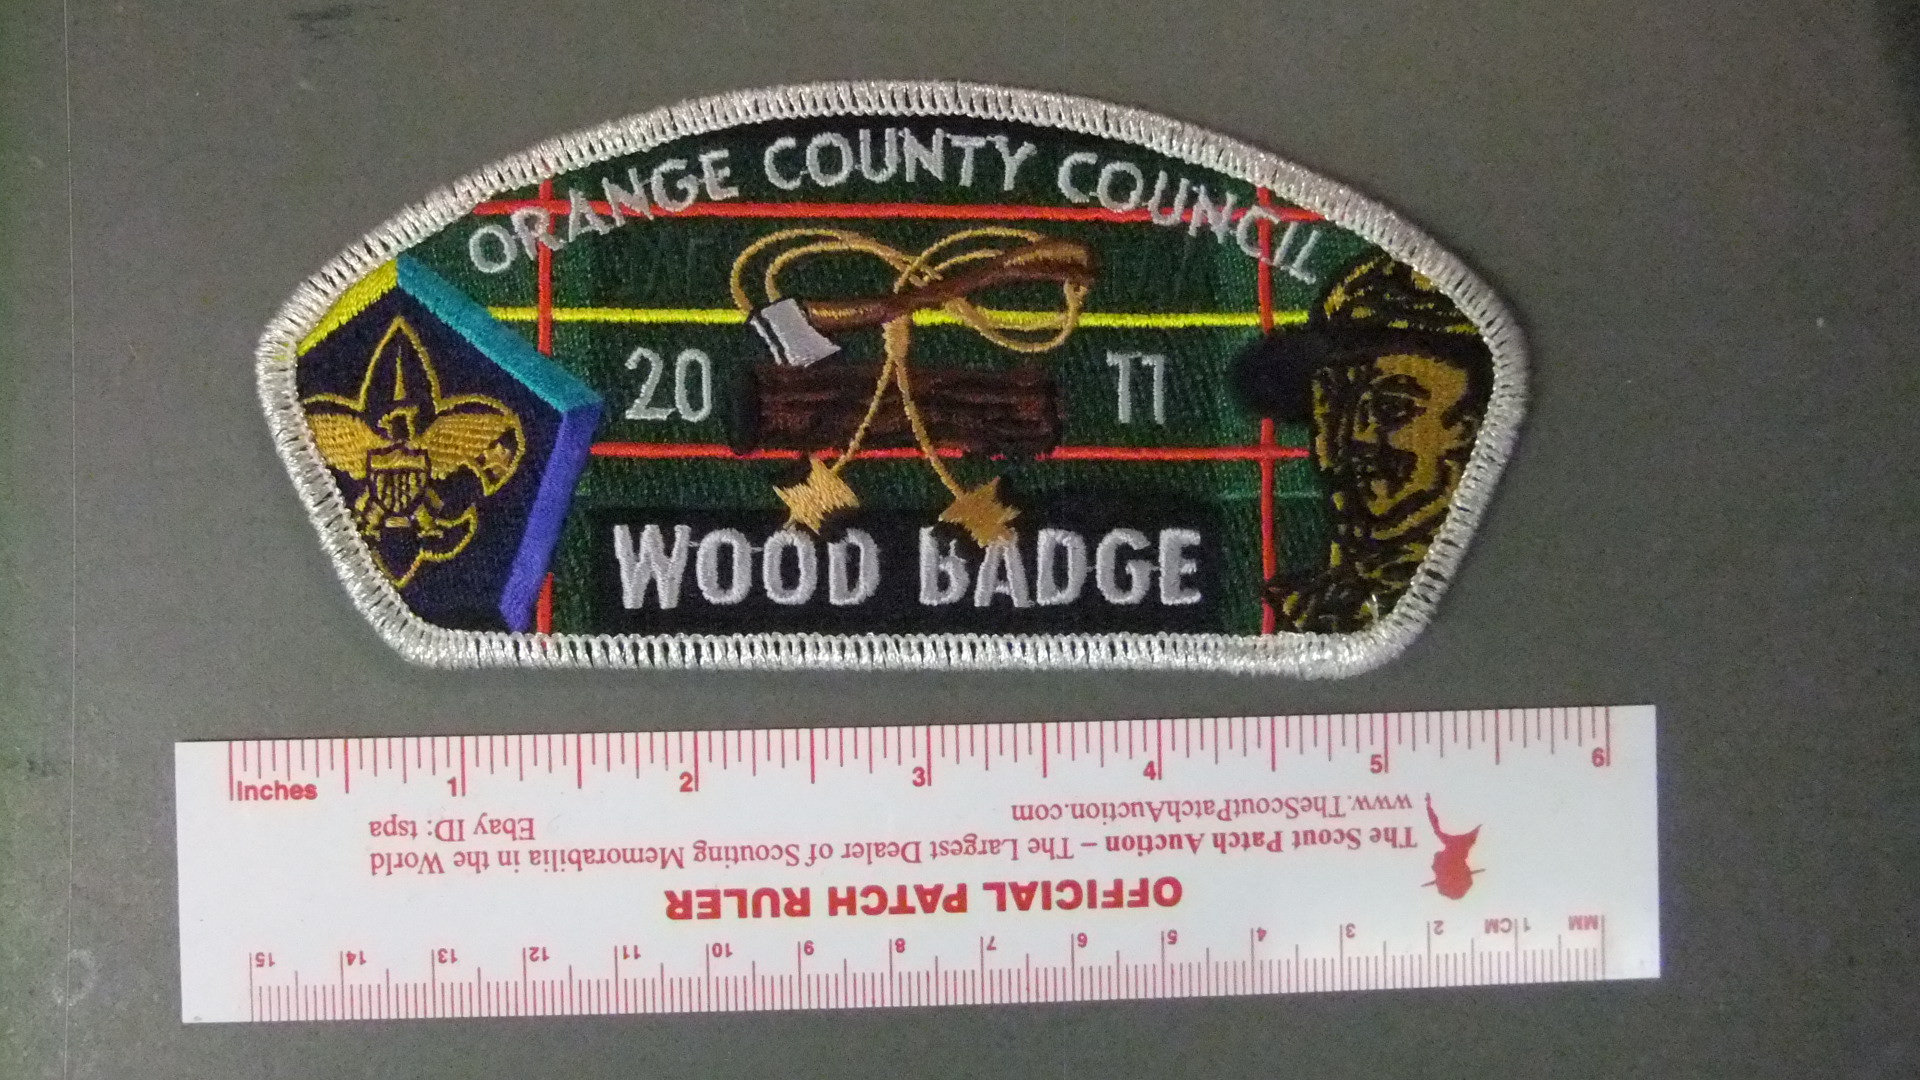 ORANGE COUNTY COUNCIL
20 11
WOOD BADGE
Inches 1 2 3 4 5 6
www.TheScoutPatchAuction.com
Ebay ID: tspa
The Scout Patch Auction – The Largest Dealer of Scouting Memorabilia in the World
OFFICIAL PATCH RULER
MM 1 CM 2 3 4 5 6 7 8 9 10 11 12 13 14 15